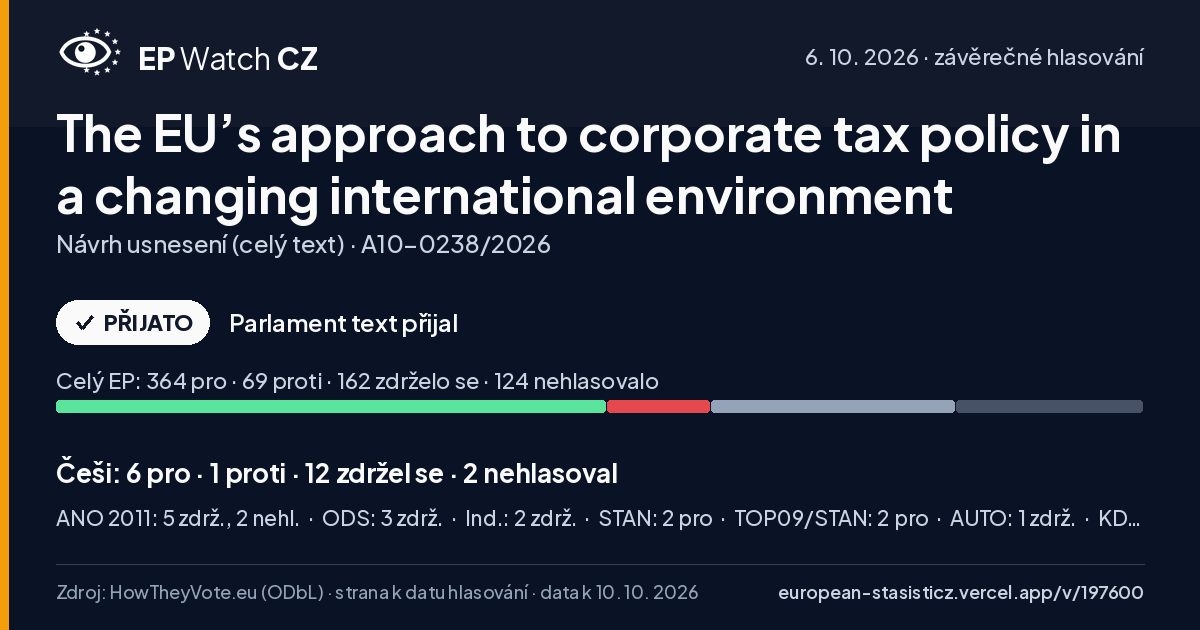 EP Watch CZ
6. 10. 2026 · závěrečné hlasování
The EU’s approach to corporate tax policy in
a changing international environment
Návrh usnesení (celý text) · A10–0238/2026
✓ PŘIJATO
Parlament text přijal
Celý EP: 364 pro · 69 proti · 162 zdrželo se · 124 nehlasovalo
Češi: 6 pro · 1 proti · 12 zdržel se · 2 nehlasoval
ANO 2011: 5 zdrž., 2 nehl. · ODS: 3 zdrž. · Ind.: 2 zdrž. · STAN: 2 pro · TOP09/STAN: 2 pro · AUTO: 1 zdrž. · KD…
Zdroj: HowTheyVote.eu (ODbL) · strana k datu hlasování · data k 10. 10. 2026
european-stasisticz.vercel.app/v/197600